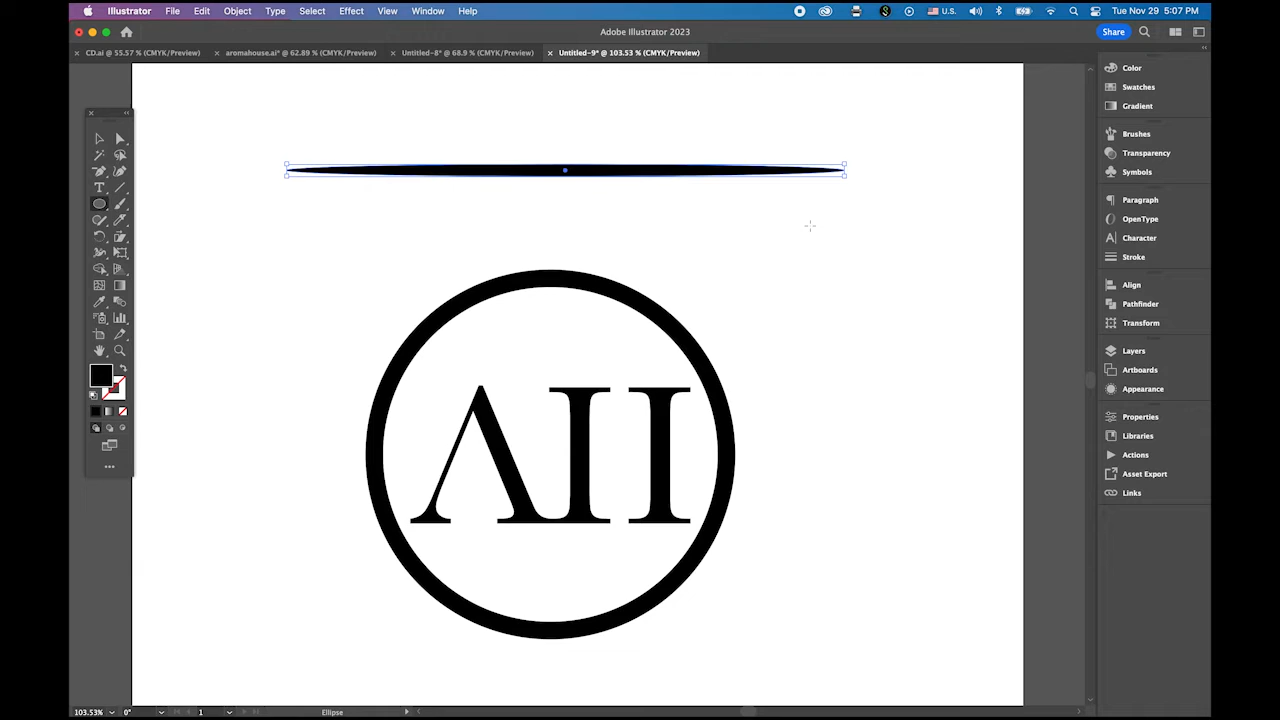 Illustrator File Edit Object Type Select Effect View Window Help U.S. Tue Nov 29 5:07 PM
Adobe Illustrator 2023 Share
× CD.ai @ 55.57 % (CMYK/Preview) × aromahouse.ai* @ 62.89 % (CMYK/Preview) × Untitled-8* @ 68.9 % (CMYK/Preview) × Untitled-9* @ 103.53 % (CMYK/Preview)
Color
Swatches
Gradient
Brushes
Transparency
Symbols
Paragraph
OpenType
Character
Stroke
Align
Pathfinder
Transform
Layers
Artboards
Appearance
Properties
Libraries
Actions
Asset Export
Links
ΛII
103.53% 0° 1 Ellipse